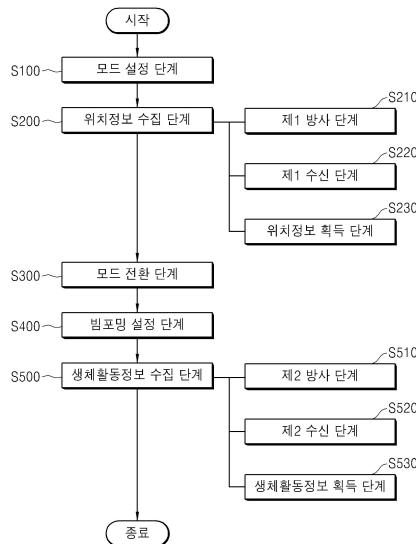 시작
S100 모드 설정 단계
S200 위치정보 수집 단계
S210 제1 방사 단계
S220 제1 수신 단계
S230 위치정보 획득 단계
S300 모드 전환 단계
S400 빔포밍 설정 단계
S500 생체활동정보 수집 단계
S510 제2 방사 단계
S520 제2 수신 단계
S530 생체활동정보 획득 단계
종료